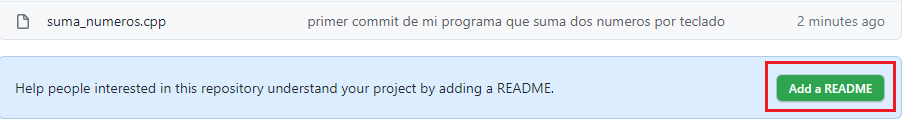 suma_numeros.cpp primer commit de mi programa que suma dos numeros por teclado 2 minutes ago
Help people interested in this repository understand your project by adding a README. Add a README